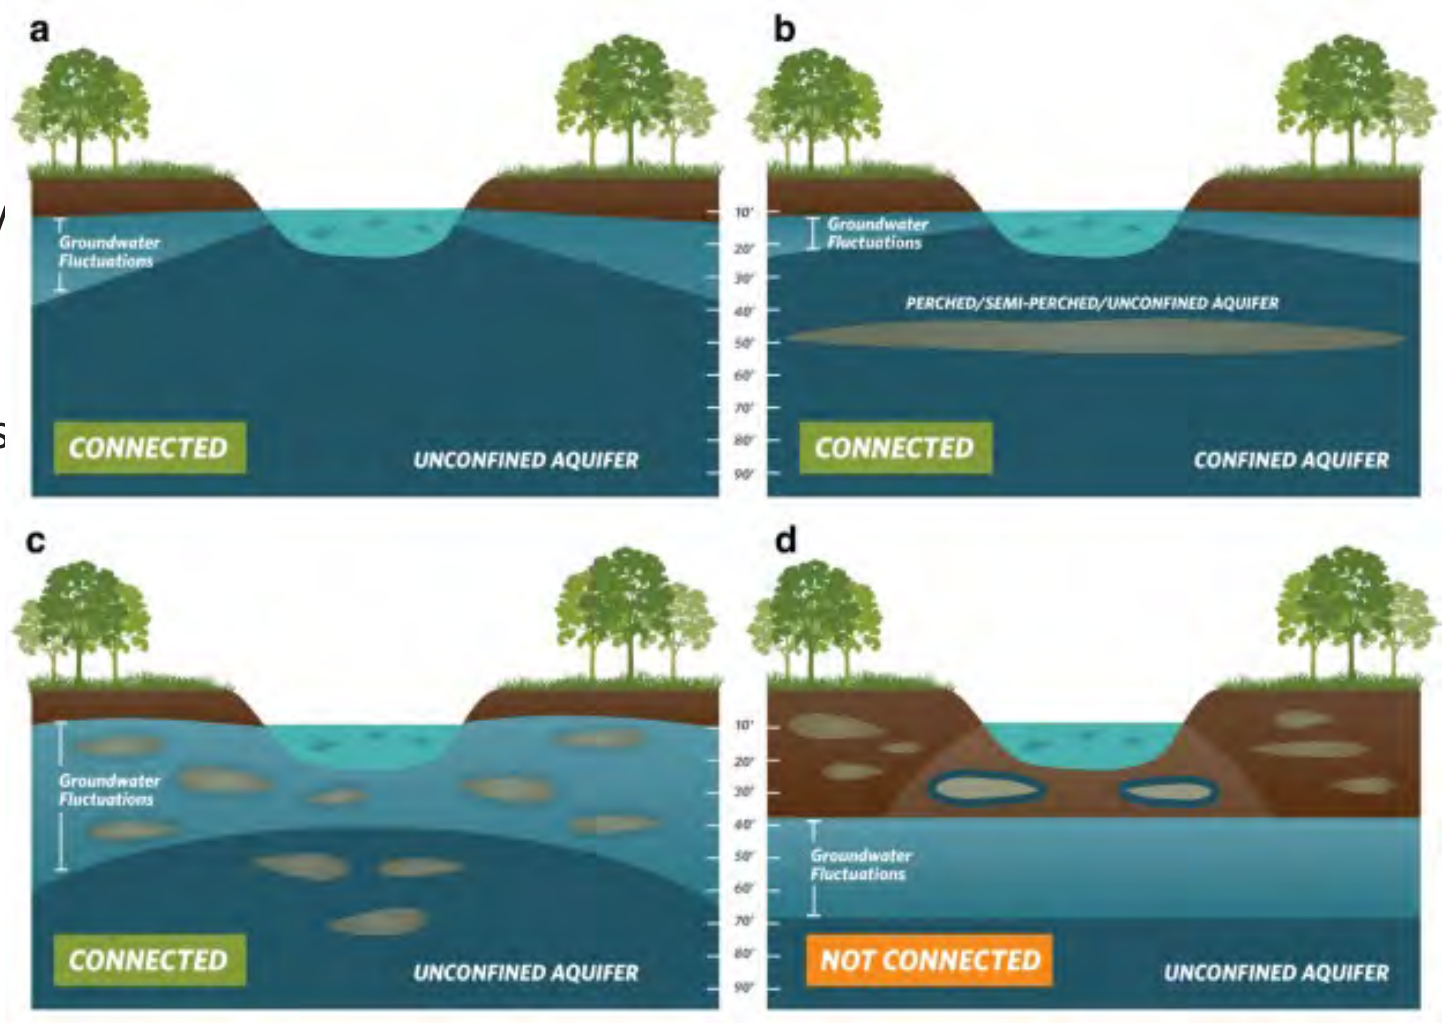 a
b
Groundwater
Fluctuations
10'
20'
30'
40'
50'
60'
70'
80'
90'
Groundwater
Fluctuations
PERCHED/SEMI-PERCHED/UNCONFINED AQUIFER
CONNECTED
UNCONFINED AQUIFER
CONNECTED
CONFINED AQUIFER
c
d
Groundwater
Fluctuations
10'
20'
30'
40'
50'
60'
70'
80'
90'
Groundwater
Fluctuations
CONNECTED
UNCONFINED AQUIFER
NOT CONNECTED
UNCONFINED AQUIFER